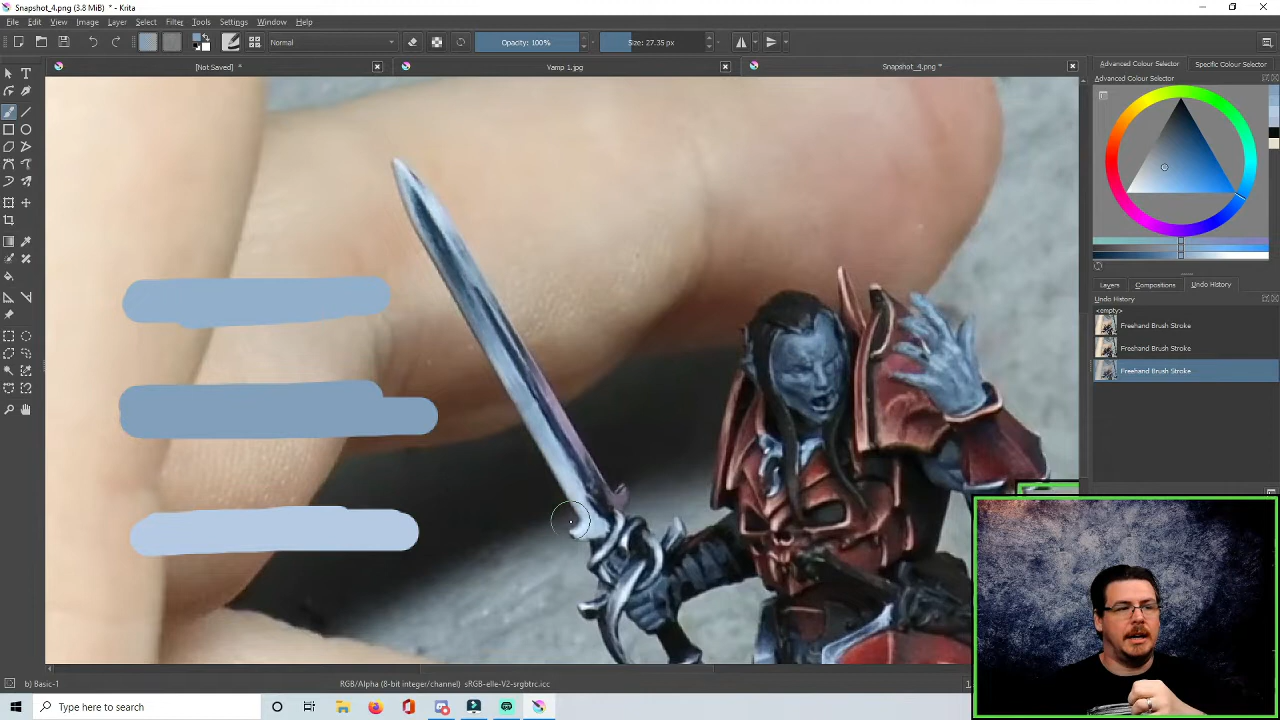 Snapshot_4.png (3.8 MiB) * - Krita
File Edit View Image Layer Select Filter Tools Settings Window Help
Normal
Opacity: 100%
Size: 27.35 px
[Not Saved] *
Vamp 1.jpg
Snapshot_4.png *
Advanced Colour Selector
Specific Colour Selector
Advanced Colour Selector
Layers
Compositions
Undo History
Undo History
<empty>
Freehand Brush Stroke
Freehand Brush Stroke
Freehand Brush Stroke
b) Basic-1
RGB/Alpha (8-bit integer/channel) sRGB-elle-V2-srgbtrc.icc
Type here to search